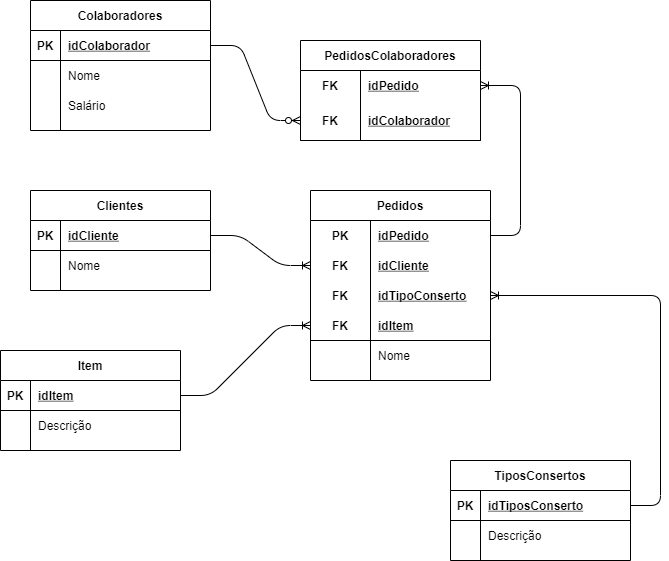 Colaboradores
PK idColaborador
Nome
Salário
PedidosColaboradores
FK idPedido
FK idColaborador
Clientes
PK idCliente
Nome
Pedidos
PK idPedido
FK idCliente
FK idTipoConserto
FK idItem
Nome
Item
PK idItem
Descrição
TiposConsertos
PK idTiposConserto
Descrição